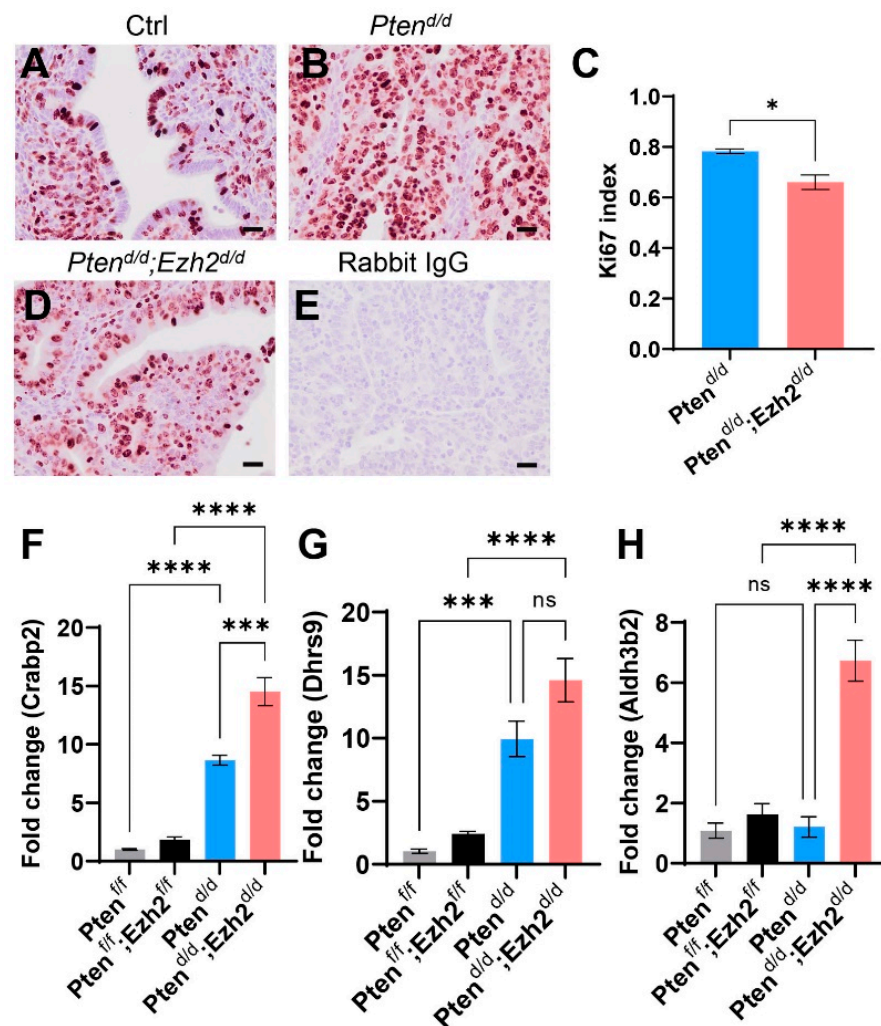 Ctrl
Pten^d/d
A
B
C
*
Ki67 index
1.0
0.8
0.6
0.4
0.2
0.0
Pten^d/d
Pten^d/d;Ezh2^d/d
Pten^d/d;Ezh2^d/d
Rabbit IgG
D
E
F
****
****
***
Fold change (Crabp2)
20
15
10
5
0
Pten^f/f
Pten^f/f;Ezh2^f/f
Pten^d/d
Pten^d/d;Ezh2^d/d
G
****
***
ns
Fold change (Dhrs9)
20
15
10
5
0
Pten^f/f
Pten^f/f;Ezh2^f/f
Pten^d/d
Pten^d/d;Ezh2^d/d
H
****
ns
****
Fold change (Aldh3b2)
8
6
4
2
0
Pten^f/f
Pten^f/f;Ezh2^f/f
Pten^d/d
Pten^d/d;Ezh2^d/d